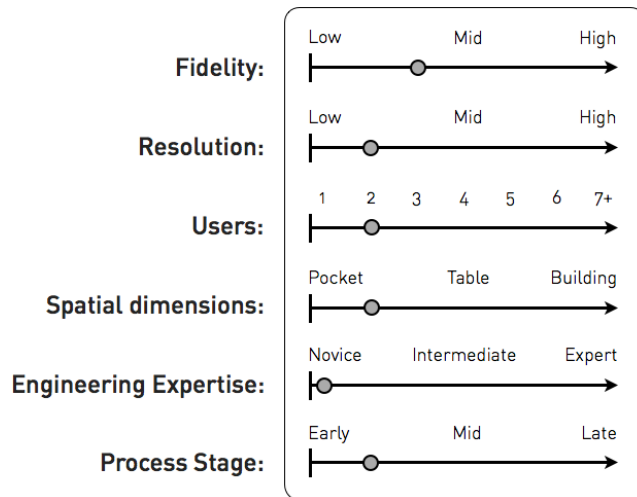 Low Mid High
Fidelity:
Low Mid High
Resolution:
1 2 3 4 5 6 7+
Users:
Pocket Table Building
Spatial dimensions:
Novice Intermediate Expert
Engineering Expertise:
Early Mid Late
Process Stage: